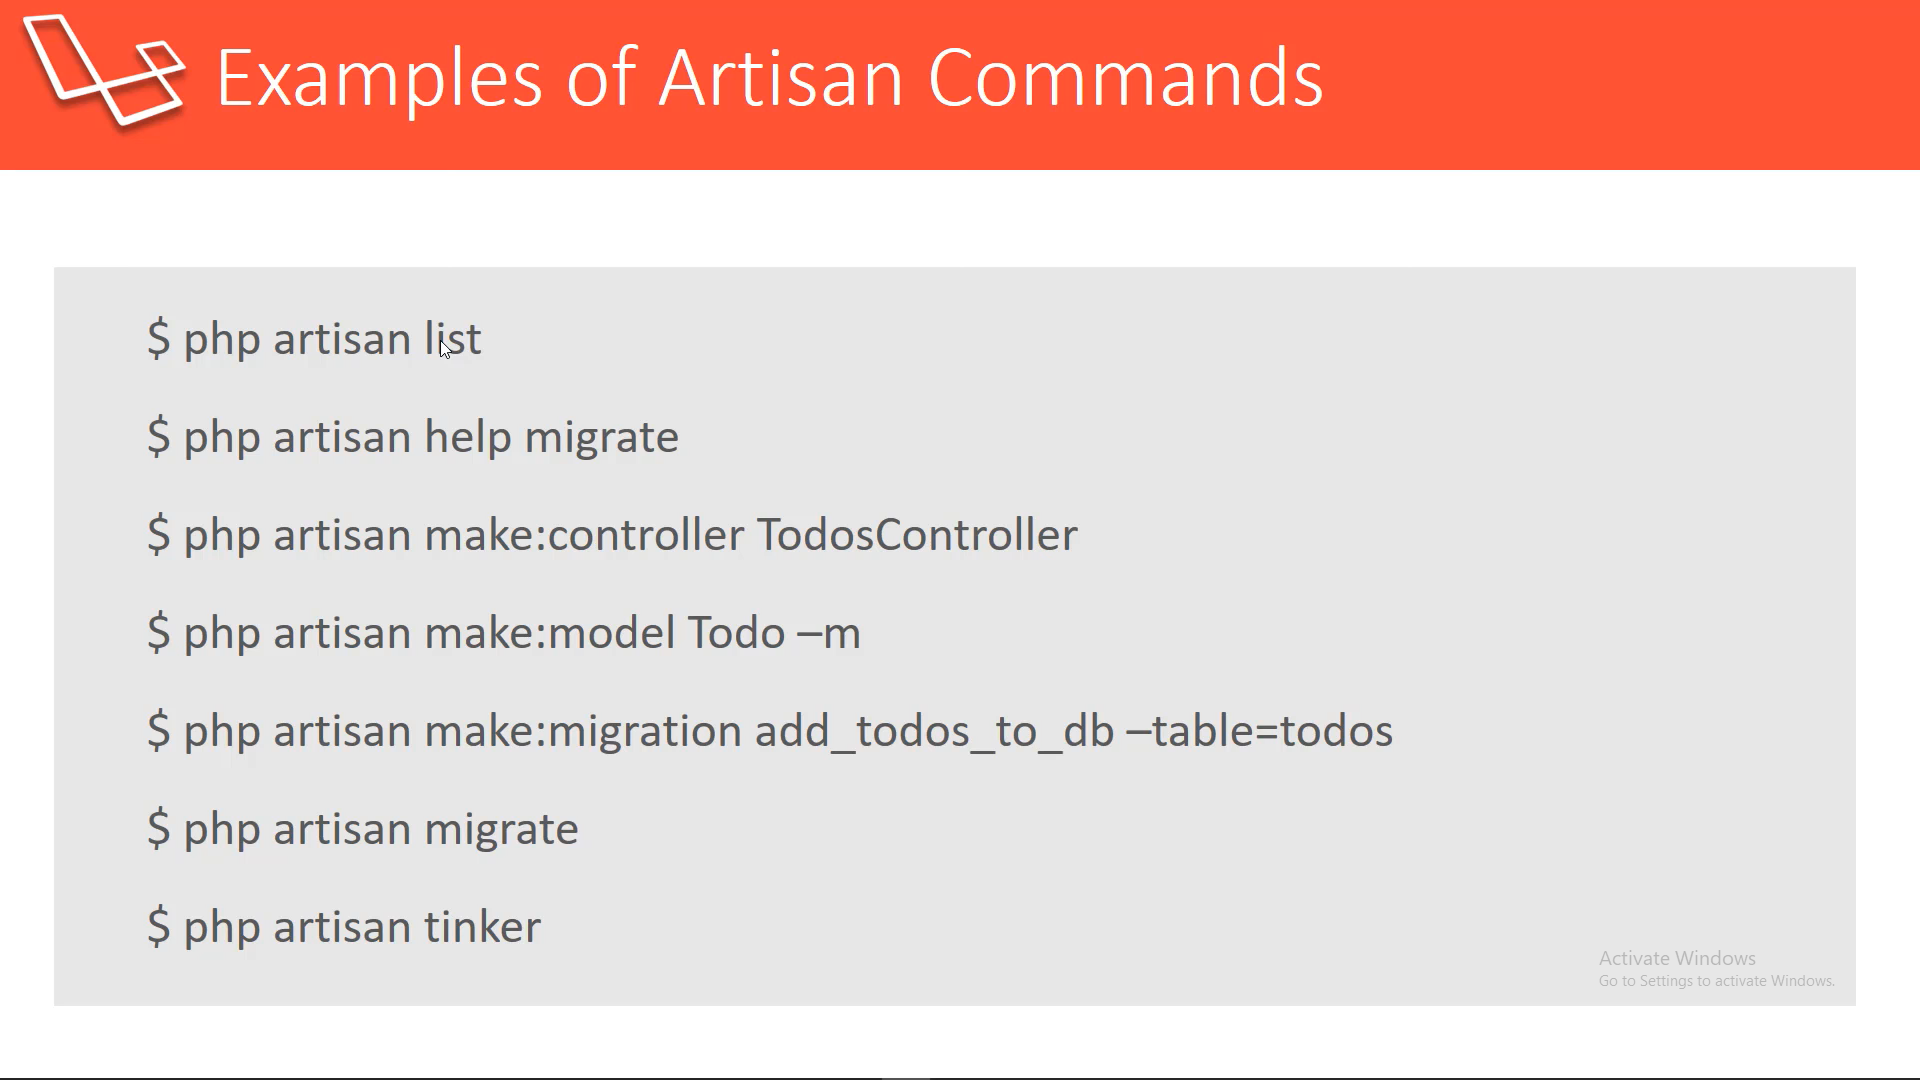 Examples of Artisan Commands
$ php artisan list
$ php artisan help migrate
$ php artisan make:controller TodosController
$ php artisan make:model Todo –m
$ php artisan make:migration add_todos_to_db –table=todos
$ php artisan migrate
$ php artisan tinker
Activate Windows
Go to Settings to activate Windows.